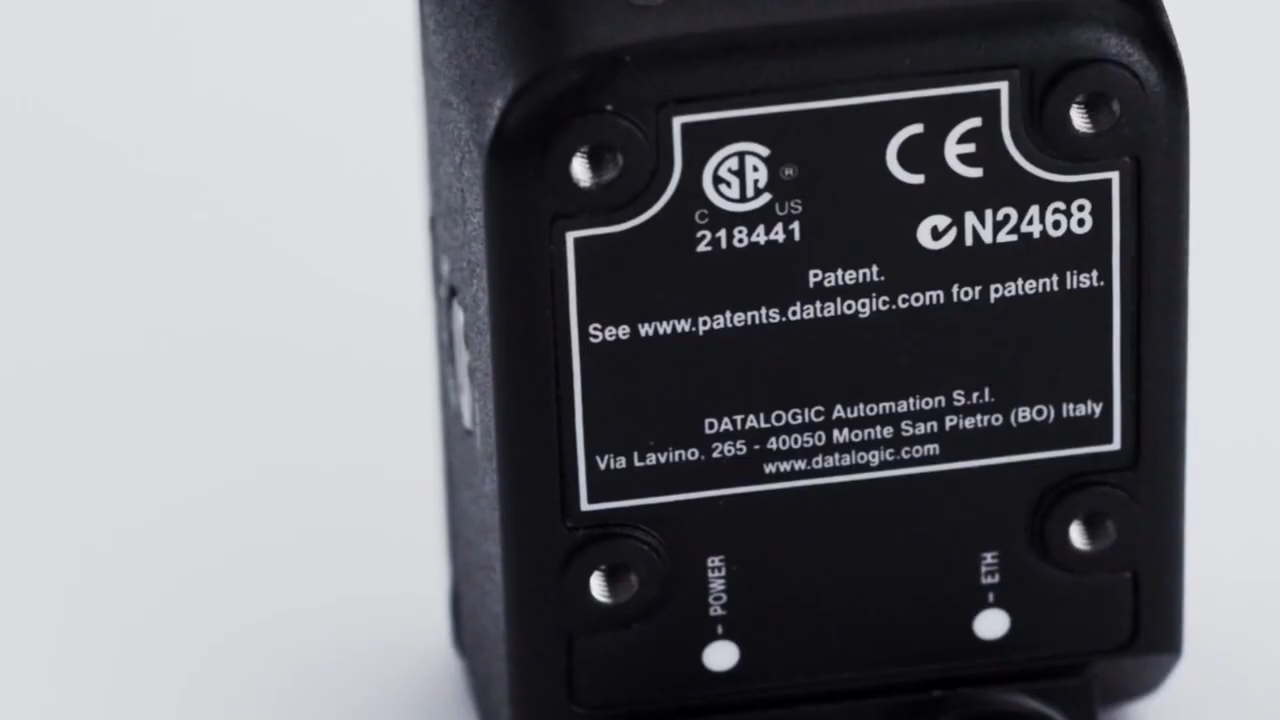 SA ®
C US
218441
CE
N2468
Patent.
See www.patents.datalogic.com for patent list.
DATALOGIC Automation S.r.l.
Via Lavino, 265 - 40050 Monte San Pietro (BO) Italy
www.datalogic.com
- POWER
- ETH